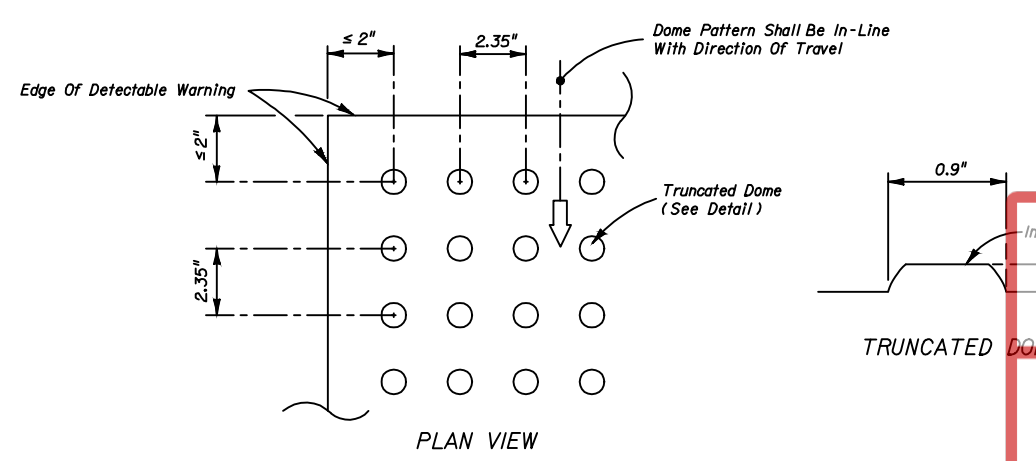 ≤ 2"
2.35"
Dome Pattern Shall Be In-Line
With Direction Of Travel
Edge Of Detectable Warning
≤ 2"
Truncated Dome
(See Detail)
0.9"
2.35"
TRUNCATED
PLAN VIEW